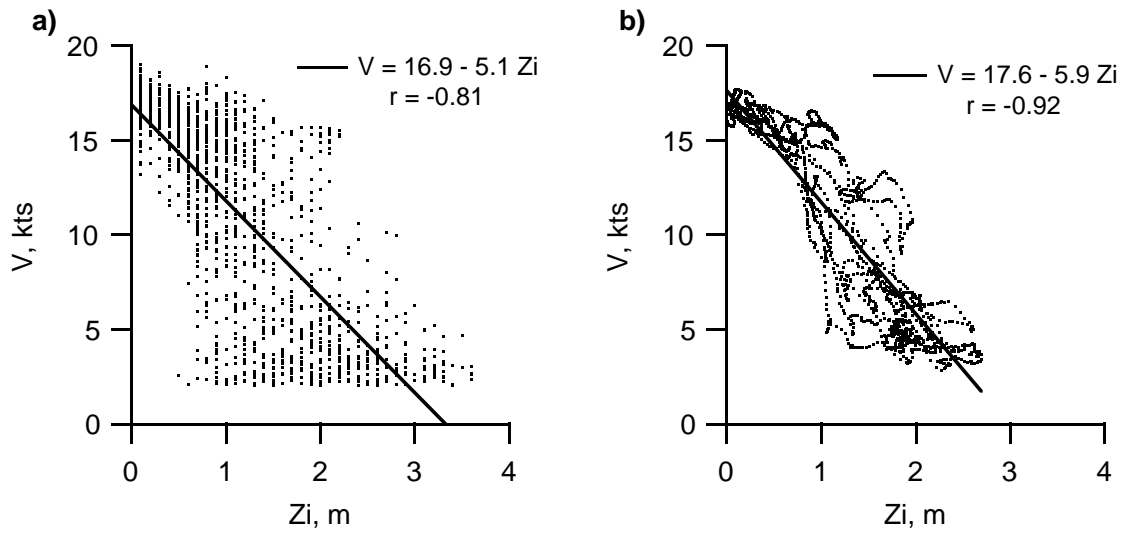 a)
20
15
10
5
0
V, kts
V = 16.9 - 5.1 Zi
r = -0.81
0 1 2 3 4
Zi, m
b)
20
15
10
5
0
V, kts
V = 17.6 - 5.9 Zi
r = -0.92
0 1 2 3 4
Zi, m